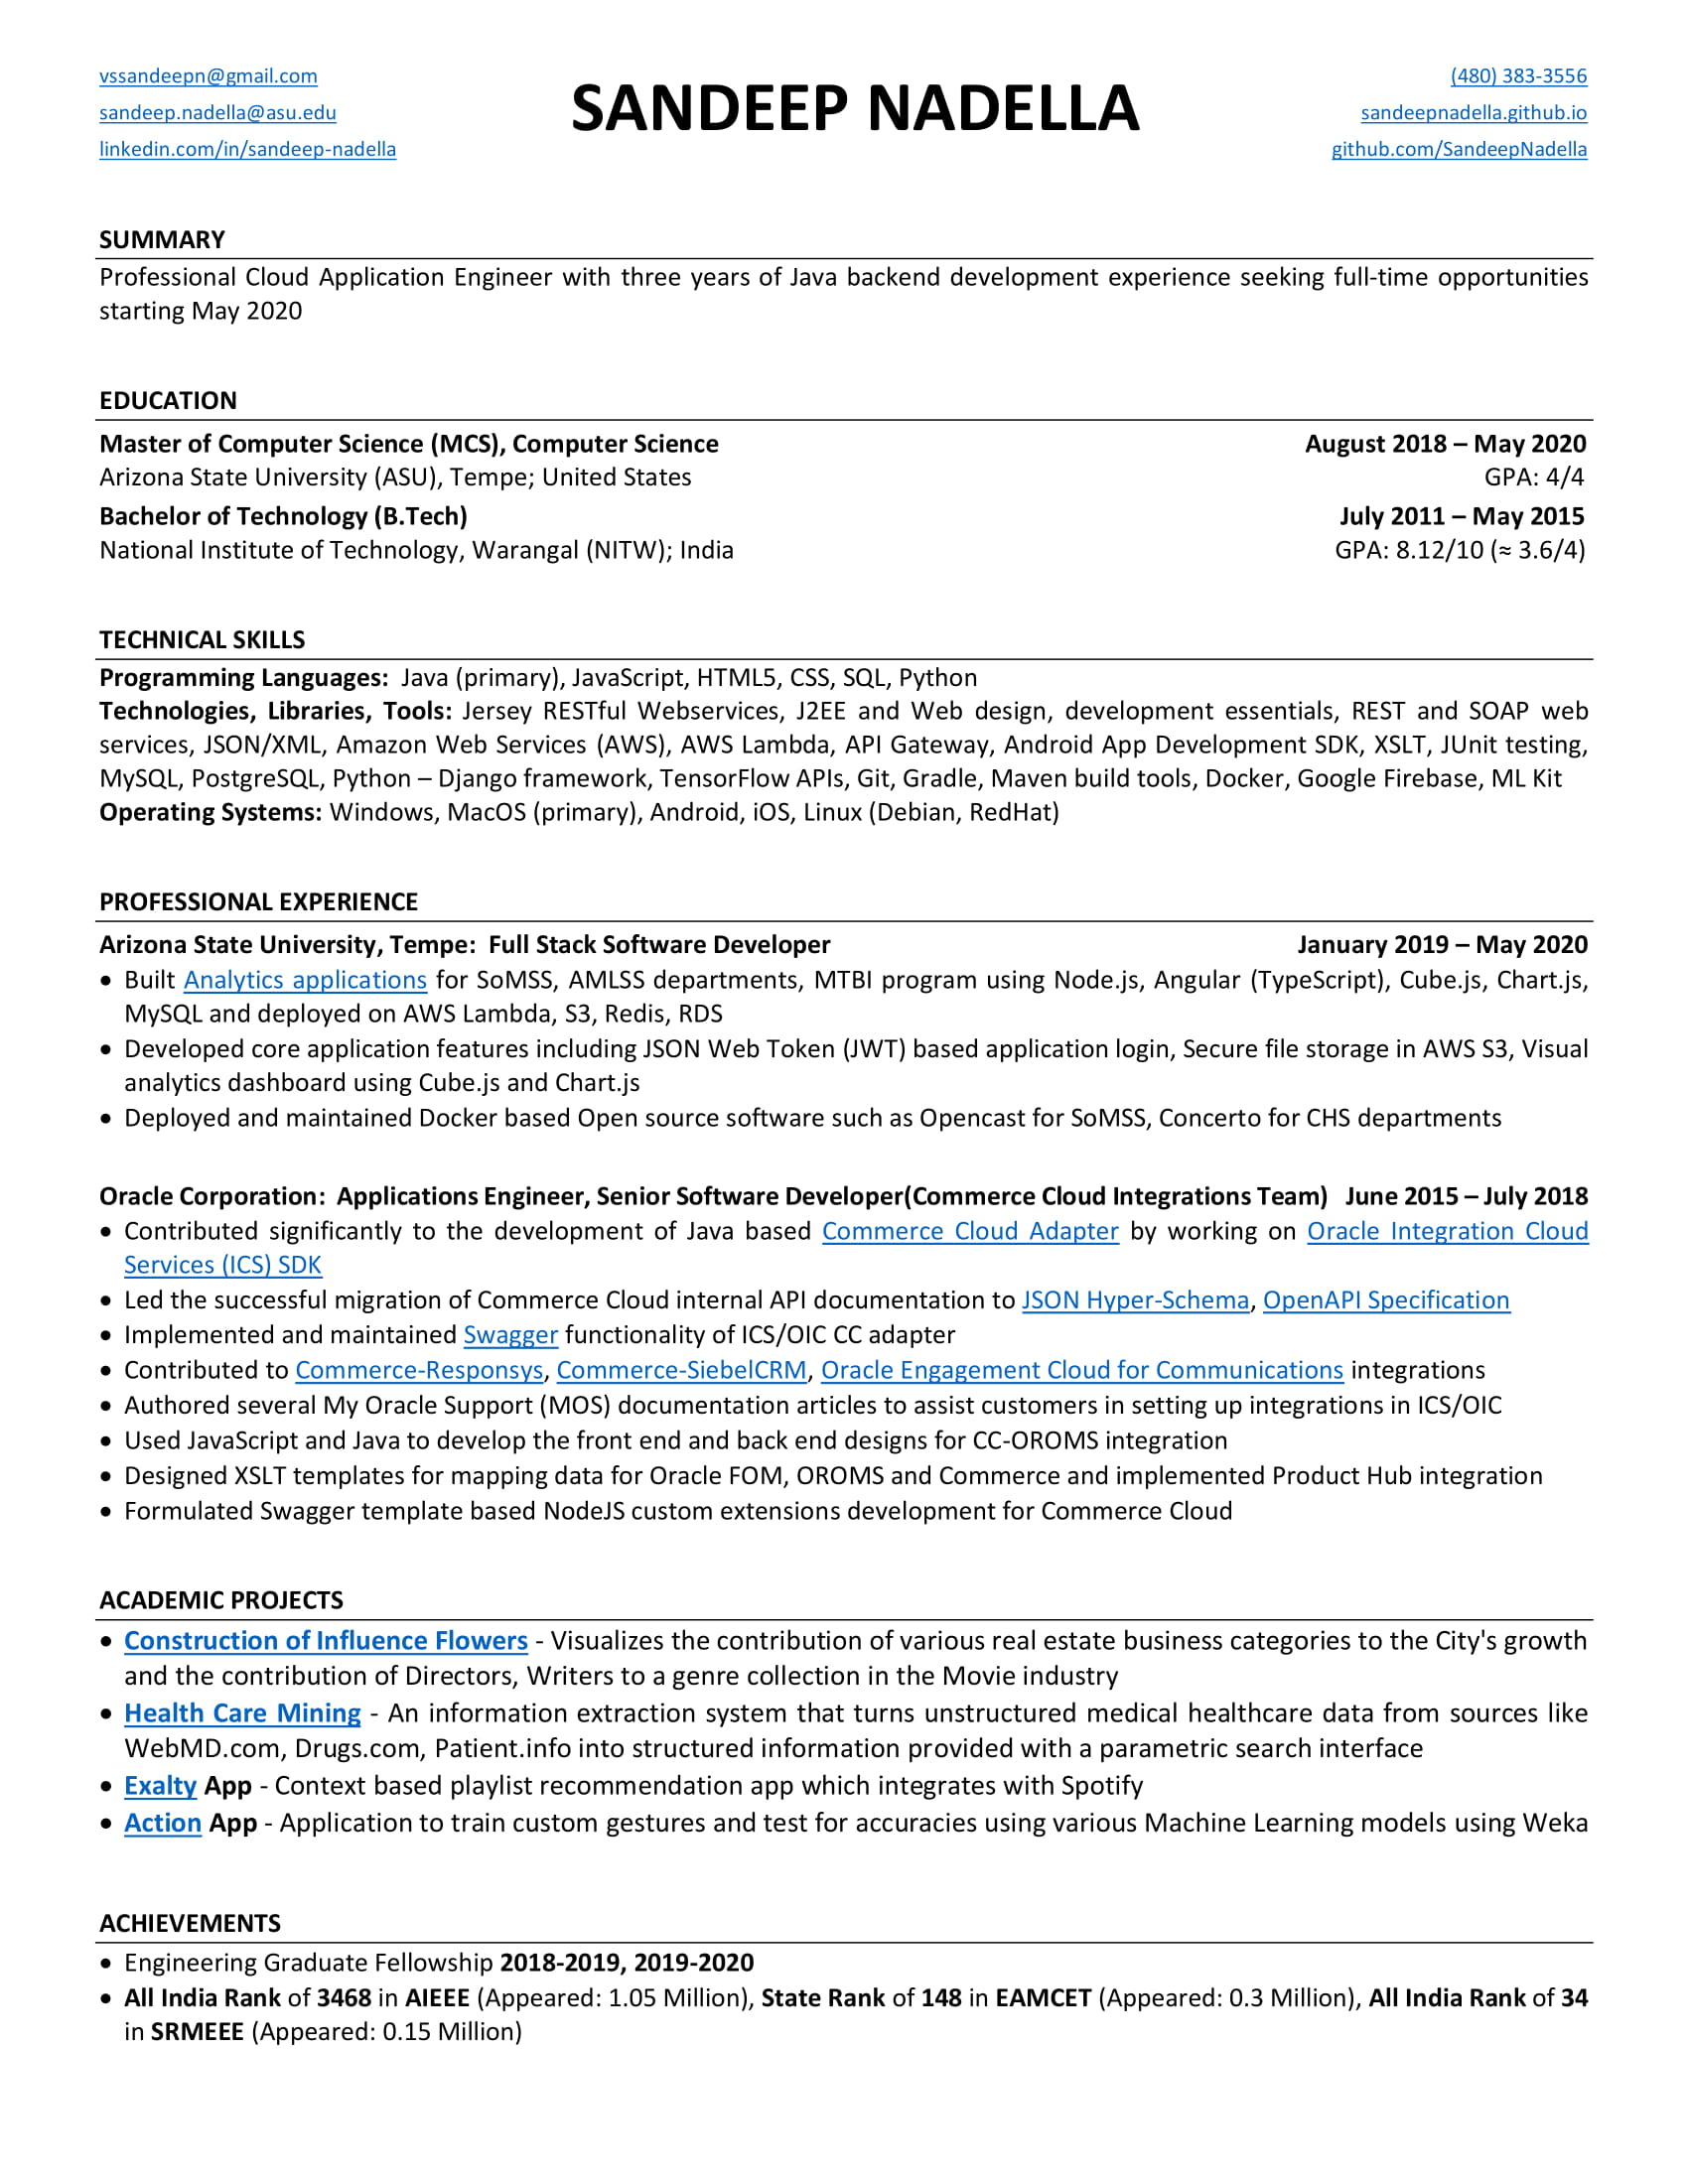 vssandeepn@gmail.com
sandeep.nadella@asu.edu
linkedin.com/in/sandeep-nadella
SANDEEP NADELLA
(480) 383-3556
sandeepnadella.github.io
github.com/SandeepNadella
SUMMARY
Professional Cloud Application Engineer with three years of Java backend development experience seeking full-time opportunities
starting May 2020
EDUCATION
Master of Computer Science (MCS), Computer Science August 2018 – May 2020
Arizona State University (ASU), Tempe; United States GPA: 4/4
Bachelor of Technology (B.Tech) July 2011 – May 2015
National Institute of Technology, Warangal (NITW); India GPA: 8.12/10 (≈ 3.6/4)
TECHNICAL SKILLS
Programming Languages: Java (primary), JavaScript, HTML5, CSS, SQL, Python
Technologies, Libraries, Tools: Jersey RESTful Webservices, J2EE and Web design, development essentials, REST and SOAP web
services, JSON/XML, Amazon Web Services (AWS), AWS Lambda, API Gateway, Android App Development SDK, XSLT, JUnit testing,
MySQL, PostgreSQL, Python – Django framework, TensorFlow APIs, Git, Gradle, Maven build tools, Docker, Google Firebase, ML Kit
Operating Systems: Windows, MacOS (primary), Android, iOS, Linux (Debian, RedHat)
PROFESSIONAL EXPERIENCE
Arizona State University, Tempe: Full Stack Software Developer January 2019 – May 2020
• Built Analytics applications for SoMSS, AMLSS departments, MTBI program using Node.js, Angular (TypeScript), Cube.js, Chart.js,
MySQL and deployed on AWS Lambda, S3, Redis, RDS
• Developed core application features including JSON Web Token (JWT) based application login, Secure file storage in AWS S3, Visual
analytics dashboard using Cube.js and Chart.js
• Deployed and maintained Docker based Open source software such as Opencast for SoMSS, Concerto for CHS departments
Oracle Corporation: Applications Engineer, Senior Software Developer(Commerce Cloud Integrations Team) June 2015 – July 2018
• Contributed significantly to the development of Java based Commerce Cloud Adapter by working on Oracle Integration Cloud
Services (ICS) SDK
• Led the successful migration of Commerce Cloud internal API documentation to JSON Hyper-Schema, OpenAPI Specification
• Implemented and maintained Swagger functionality of ICS/OIC CC adapter
• Contributed to Commerce-Responsys, Commerce-SiebelCRM, Oracle Engagement Cloud for Communications integrations
• Authored several My Oracle Support (MOS) documentation articles to assist customers in setting up integrations in ICS/OIC
• Used JavaScript and Java to develop the front end and back end designs for CC-OROMS integration
• Designed XSLT templates for mapping data for Oracle FOM, OROMS and Commerce and implemented Product Hub integration
• Formulated Swagger template based NodeJS custom extensions development for Commerce Cloud
ACADEMIC PROJECTS
• Construction of Influence Flowers - Visualizes the contribution of various real estate business categories to the City's growth
and the contribution of Directors, Writers to a genre collection in the Movie industry
• Health Care Mining - An information extraction system that turns unstructured medical healthcare data from sources like
WebMD.com, Drugs.com, Patient.info into structured information provided with a parametric search interface
• Exalty App - Context based playlist recommendation app which integrates with Spotify
• Action App - Application to train custom gestures and test for accuracies using various Machine Learning models using Weka
ACHIEVEMENTS
• Engineering Graduate Fellowship 2018-2019, 2019-2020
• All India Rank of 3468 in AIEEE (Appeared: 1.05 Million), State Rank of 148 in EAMCET (Appeared: 0.3 Million), All India Rank of 34
in SRMEEE (Appeared: 0.15 Million)